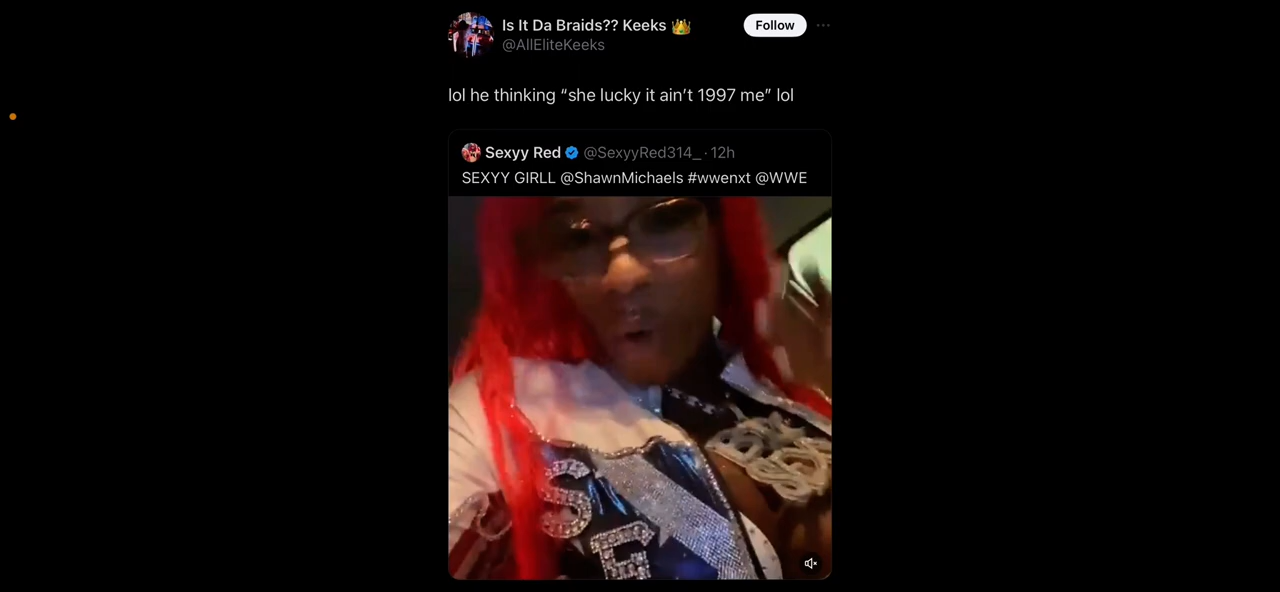 Is It Da Braids?? Keeks 👑
@AllEliteKeeks
Follow
lol he thinking “she lucky it ain’t 1997 me” lol
Sexyy Red @SexyyRed314_ · 12h
SEXYY GIRLL @ShawnMichaels #wwenxt @WWE
S
E